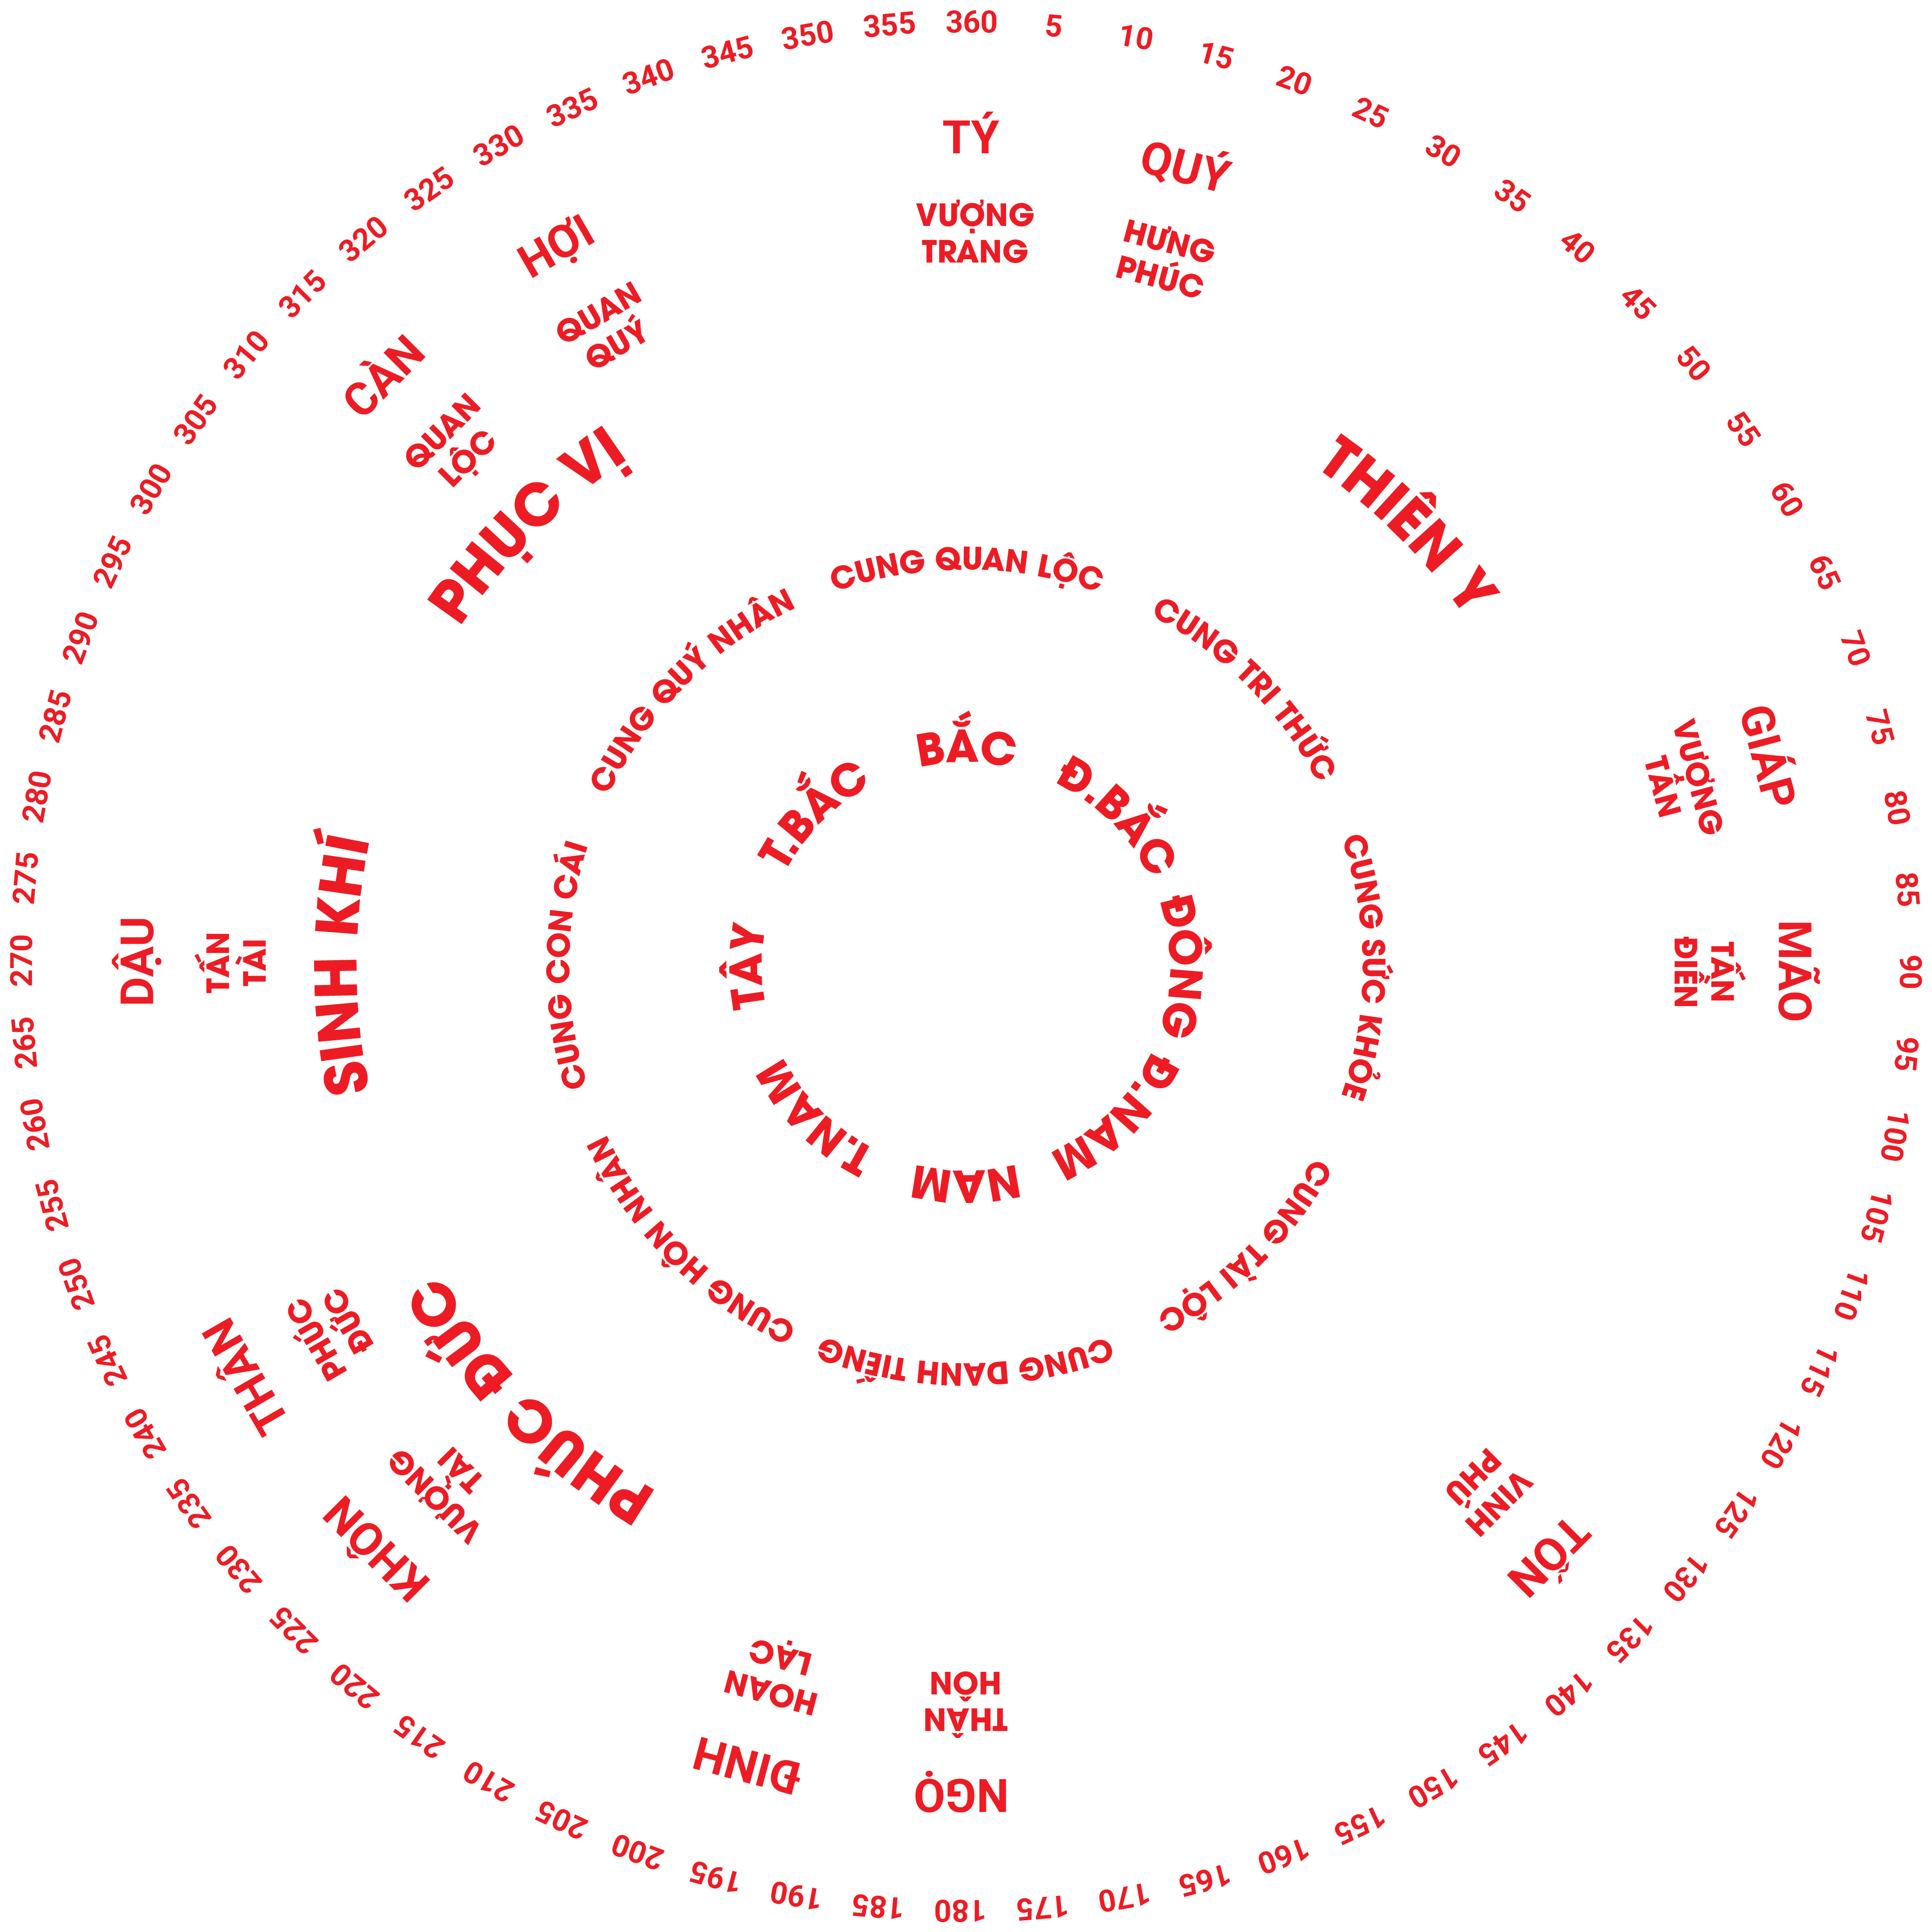 360
5
10
15
20
25
30
35
40
45
50
55
60
65
70
75
80
85
90
95
100
105
110
115
120
125
130
135
140
145
150
155
160
165
170
175
180
185
190
195
200
205
210
215
220
225
230
235
240
245
250
255
260
265
270
275
280
285
290
295
300
305
310
315
320
325
330
335
340
345
350
355
TÝ
VƯỢNG
TRANG
QUÝ
HƯNG
PHÚC
GIÁP
VƯỢNG
TẦN
MÃO
TẤN
ĐIỀN
TỐN
VINH
PHÚ
NGỌ
THÂN
HÔN
ĐINH
HOAN
LẠC
KHÔN
VƯỢNG
TÀI
THÂN
PHÚC
ĐỨC
DẬU
TẤN
TÀI
CÀN
QUAN
LỘC
HỢI
QUAN
QUÝ
THIÊN Y
PHÚC ĐỨC
SINH KHÍ
PHỤC VỊ
CUNG QUAN LỘC
CUNG TRI THỨC
CUNG SỨC KHỎE
CUNG TÀI LỘC
CUNG DANH TIẾNG
CUNG HÔN NHÂN
CUNG CON CÁI
CUNG QUÝ NHÂN
BẮC
Đ.BẮC
ĐÔNG
Đ.NAM
NAM
T.NAM
TÂY
T.BẮC